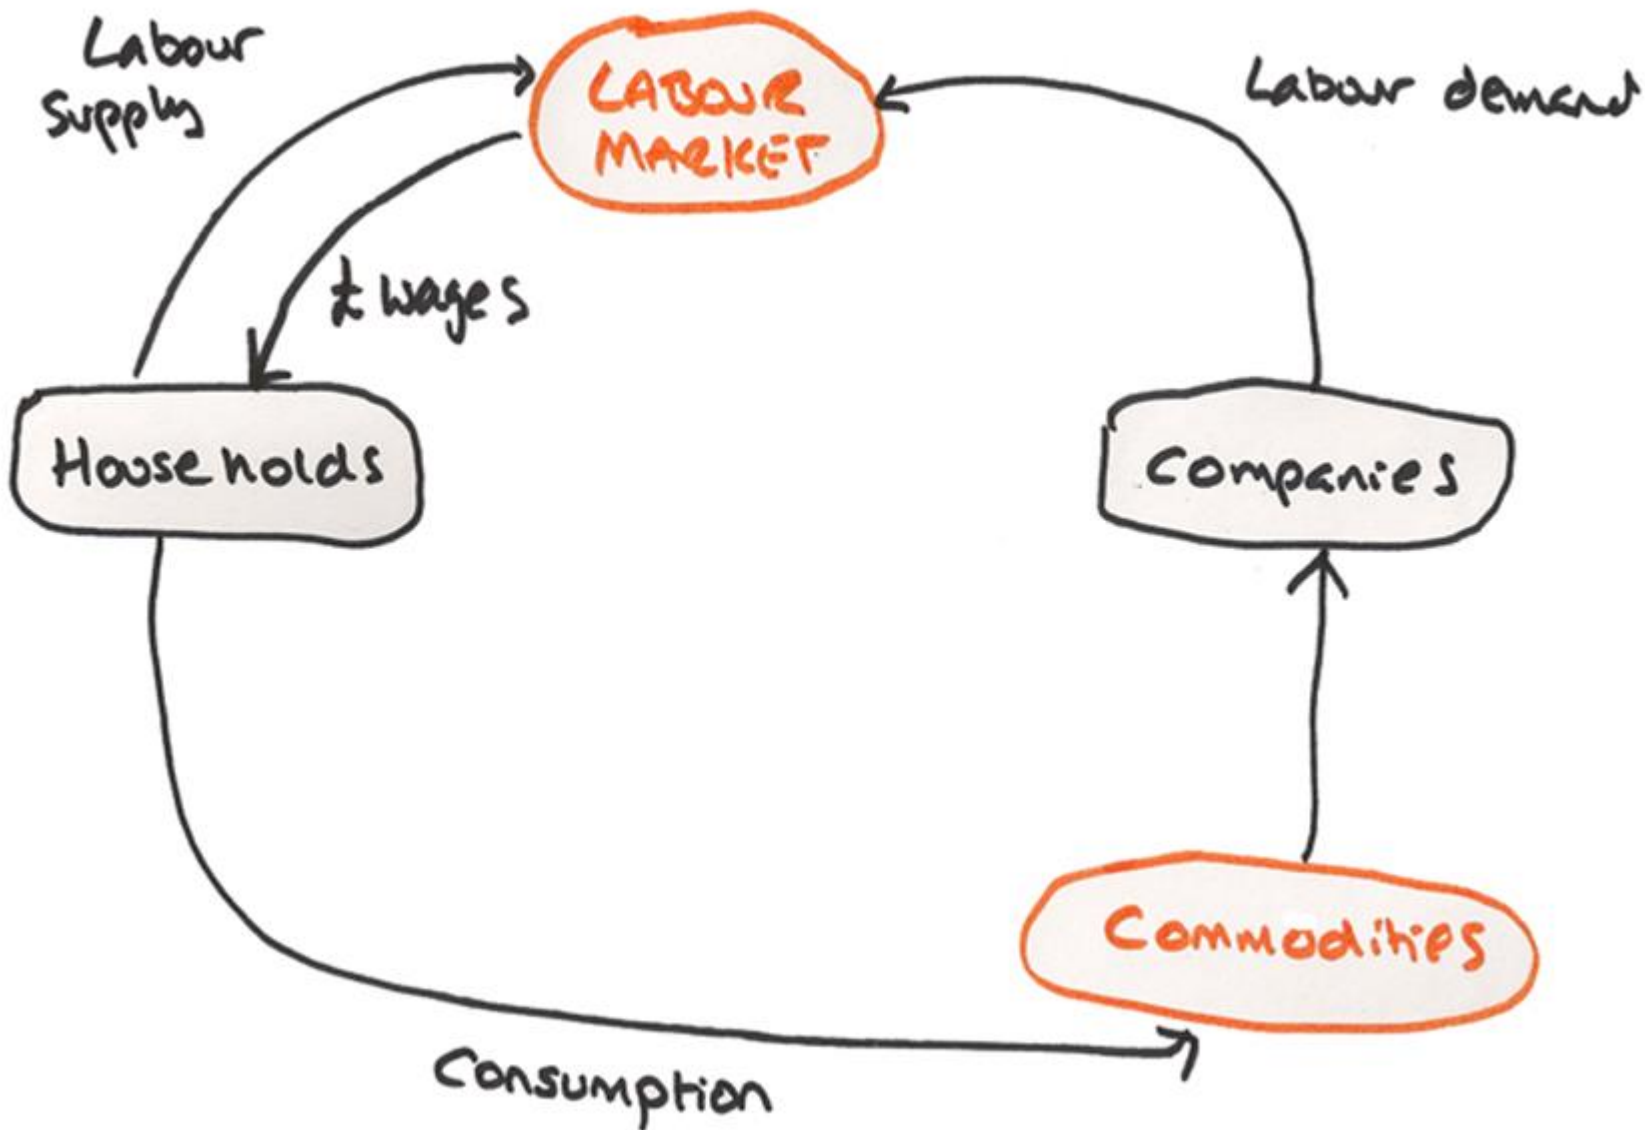 Labour
Supply
LABOUR
MARKET
Labour demand
£ wages
Households
Companies
Commodities
Consumption